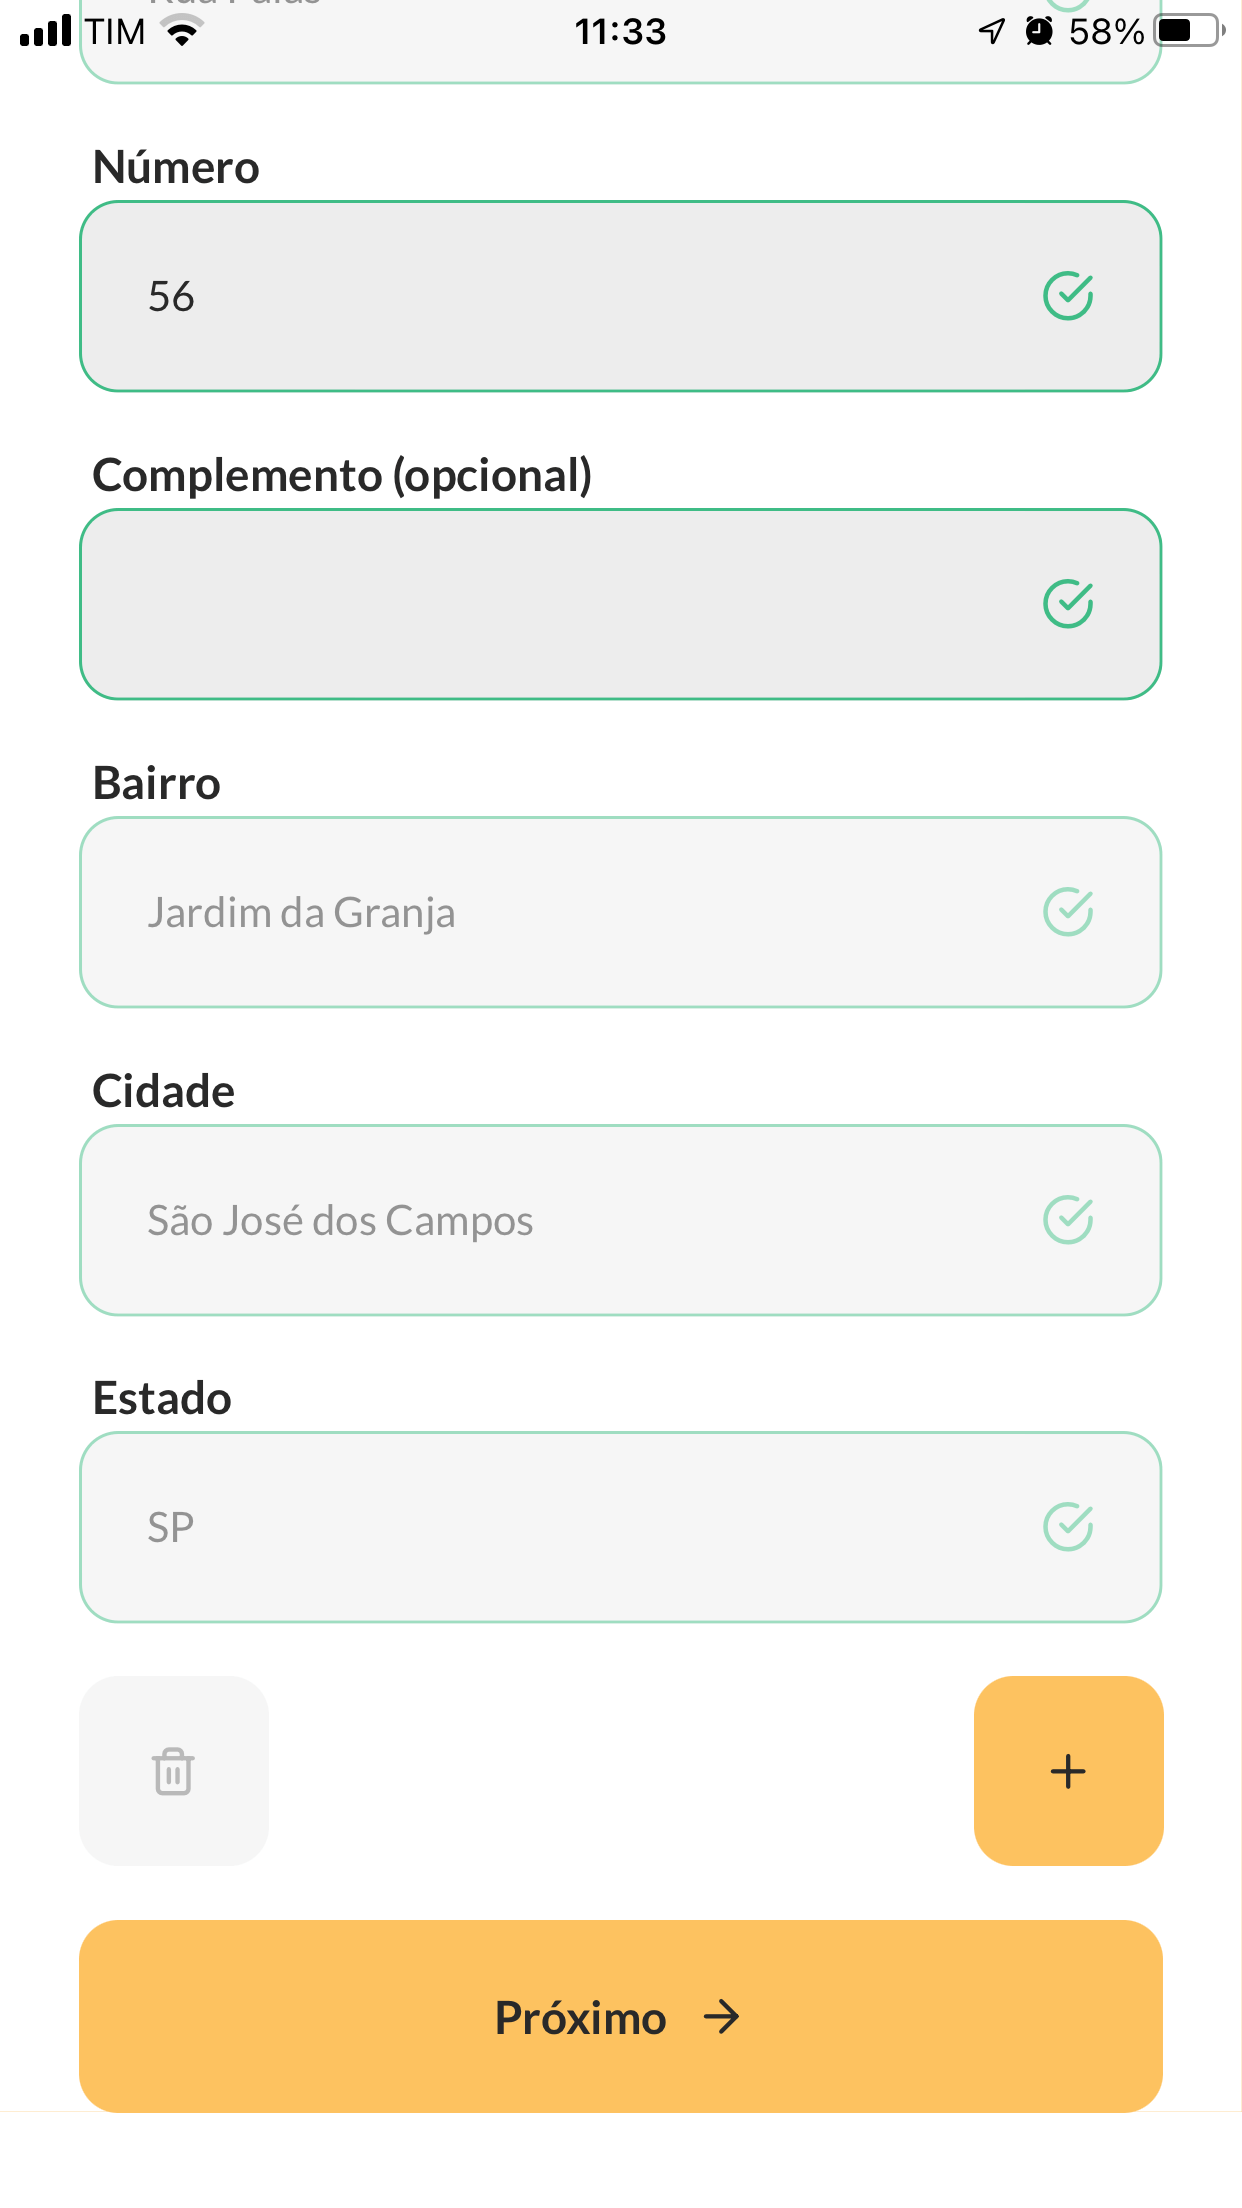 TIM 11:33 58%
Número
56
Complemento (opcional)
Bairro
Jardim da Granja
Cidade
São José dos Campos
Estado
SP
Próximo